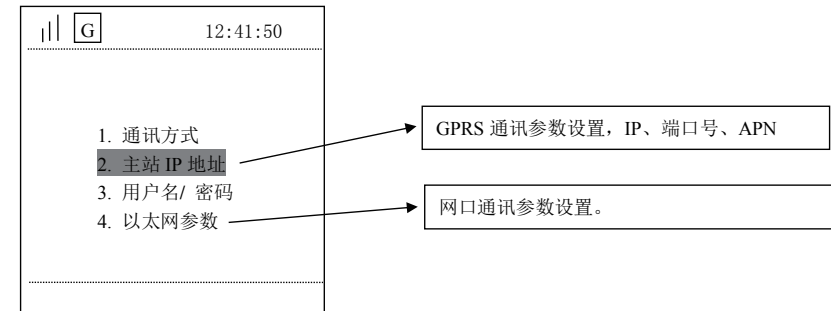 G 12:41:50
1. 通讯方式
2. 主站 IP 地址
3. 用户名/ 密码
4. 以太网参数
GPRS 通讯参数设置，IP、端口号、APN
网口通讯参数设置。